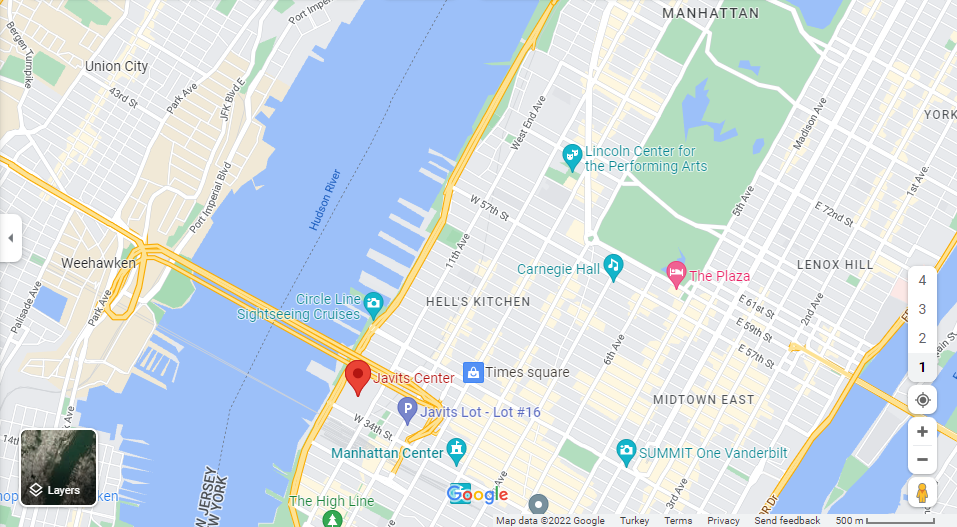 MANHATTAN
Port Imperial
Bergen Turnpike
Union City
43rd St
Park Ave
JFK Blvd E
Port Imperial Blvd
Hudson River
West End Ave
Madison Ave
YORK
Lincoln Center for
the Performing Arts
1st Ave
5th Ave
W 57th St
E 72nd St
11th Ave
Weehawken
Carnegie Hall
The Plaza
LENOX HILL
Palisade Ave
Park Ave
Circle Line
Sightseeing Cruises
HELL'S KITCHEN
E 61st St
E 59th St
E 57th St
2nd Ave
4
3
2
1
6th Ave
Javits Center
Times square
Javits Lot - Lot #16
MIDTOWN EAST
W 34th St
14th
Park Ave
Manhattan Center
SUMMIT One Vanderbilt
Layers
NEW JERSEY
NEW YORK
The High Line
Google
7th Ave
3rd Ave
Map data ©2022 Google
Turkey
Terms
Privacy
Send feedback
500 m